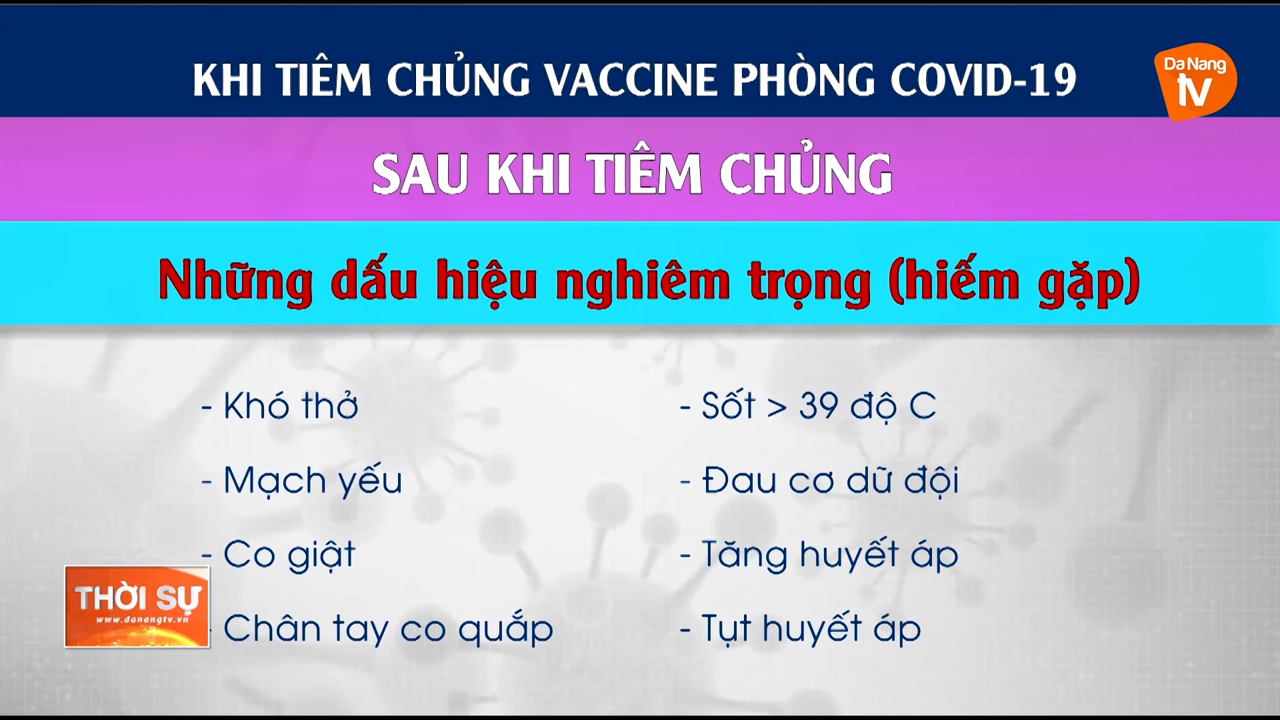 KHI TIÊM CHỦNG VACCINE PHÒNG COVID-19
Da Nang
tv
SAU KHI TIÊM CHỦNG
Những dấu hiệu nghiêm trọng (hiếm gặp)
- Khó thở
- Mạch yếu
- Co giật
- Chân tay co quắp
- Sốt > 39 độ C
- Đau cơ dữ dội
- Tăng huyết áp
- Tụt huyết áp
THỜI SỰ
www.danangtv.vn